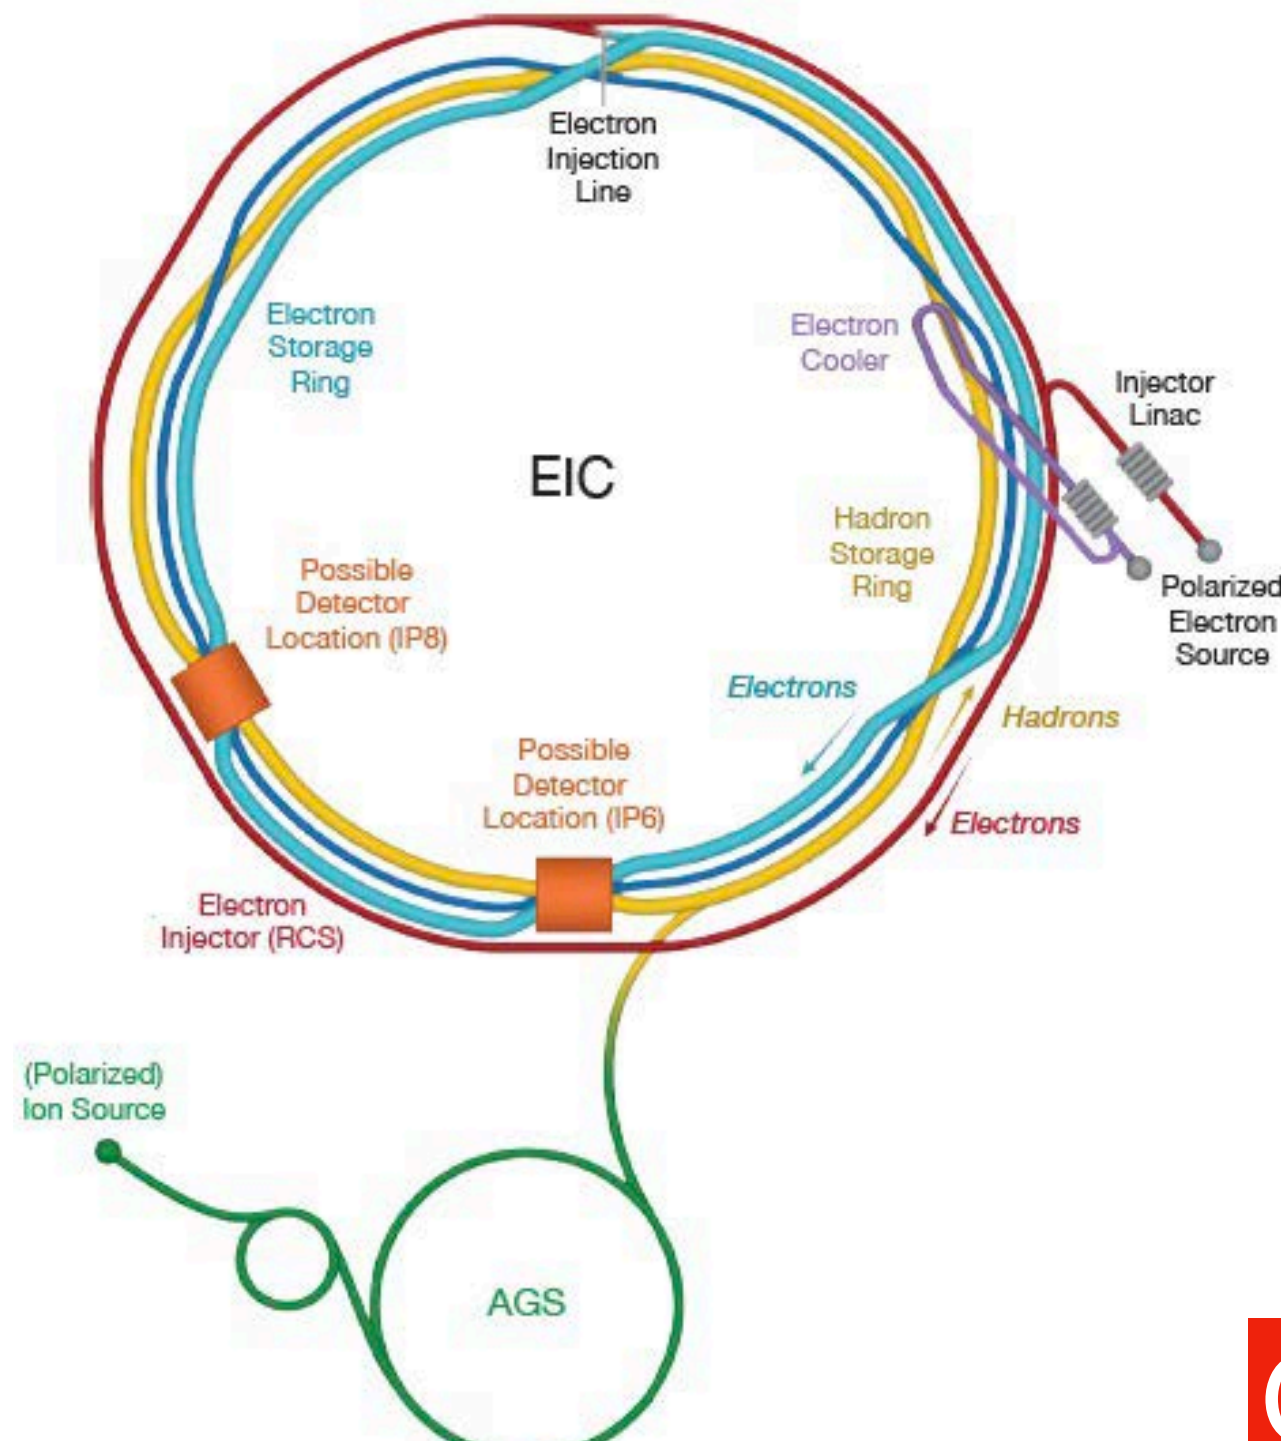 Electron
Injection
Line
Electron
Storage
Ring
Electron
Cooler
Injector
Linac
EIC
Hadron
Storage
Ring
Possible
Detector
Location (IP8)
Polarized
Electron
Source
Electrons
Hadrons
Possible
Detector
Location (IP6)
Electrons
Electron
Injector (RCS)
(Polarized)
Ion Source
AGS